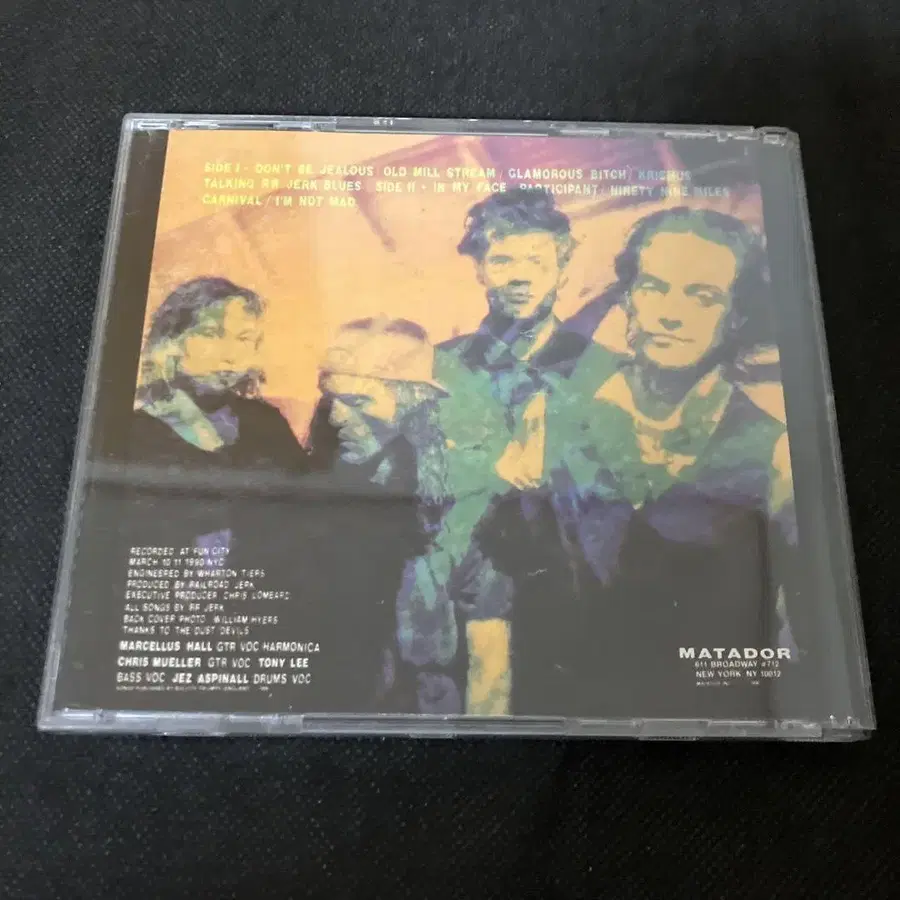 SIDE I • DON'T BE JEALOUS OLD MILL STREAM / GLAMOROUS BITCH / KRISHUS
TALKING RR JERK BLUES / SIDE II • IN MY FACE PARTICIPANT • NINETY NINE MILES
CARNIVAL / I'M NOT MAD
RECORDED AT FUN CITY
MARCH 10 11 1990 NYC
ENGINEERED BY WHARTON TIERS
PRODUCED BY RAILROAD JERK
EXECUTIVE PRODUCER CHRIS LOMBARDI
ALL SONGS BY RR JERK
BACK COVER PHOTO WILLIAM HYERS
THANKS TO THE DUST DEVILS
MARCELLUS HALL GTR VOC HARMONICA
CHRIS MUELLER GTR VOC TONY LEE
BASS VOC JEZ ASPINALL DRUMS VOC
SONGS PUBLISHED BY
MATADOR
611 BROADWAY #712
NEW YORK NY 10012